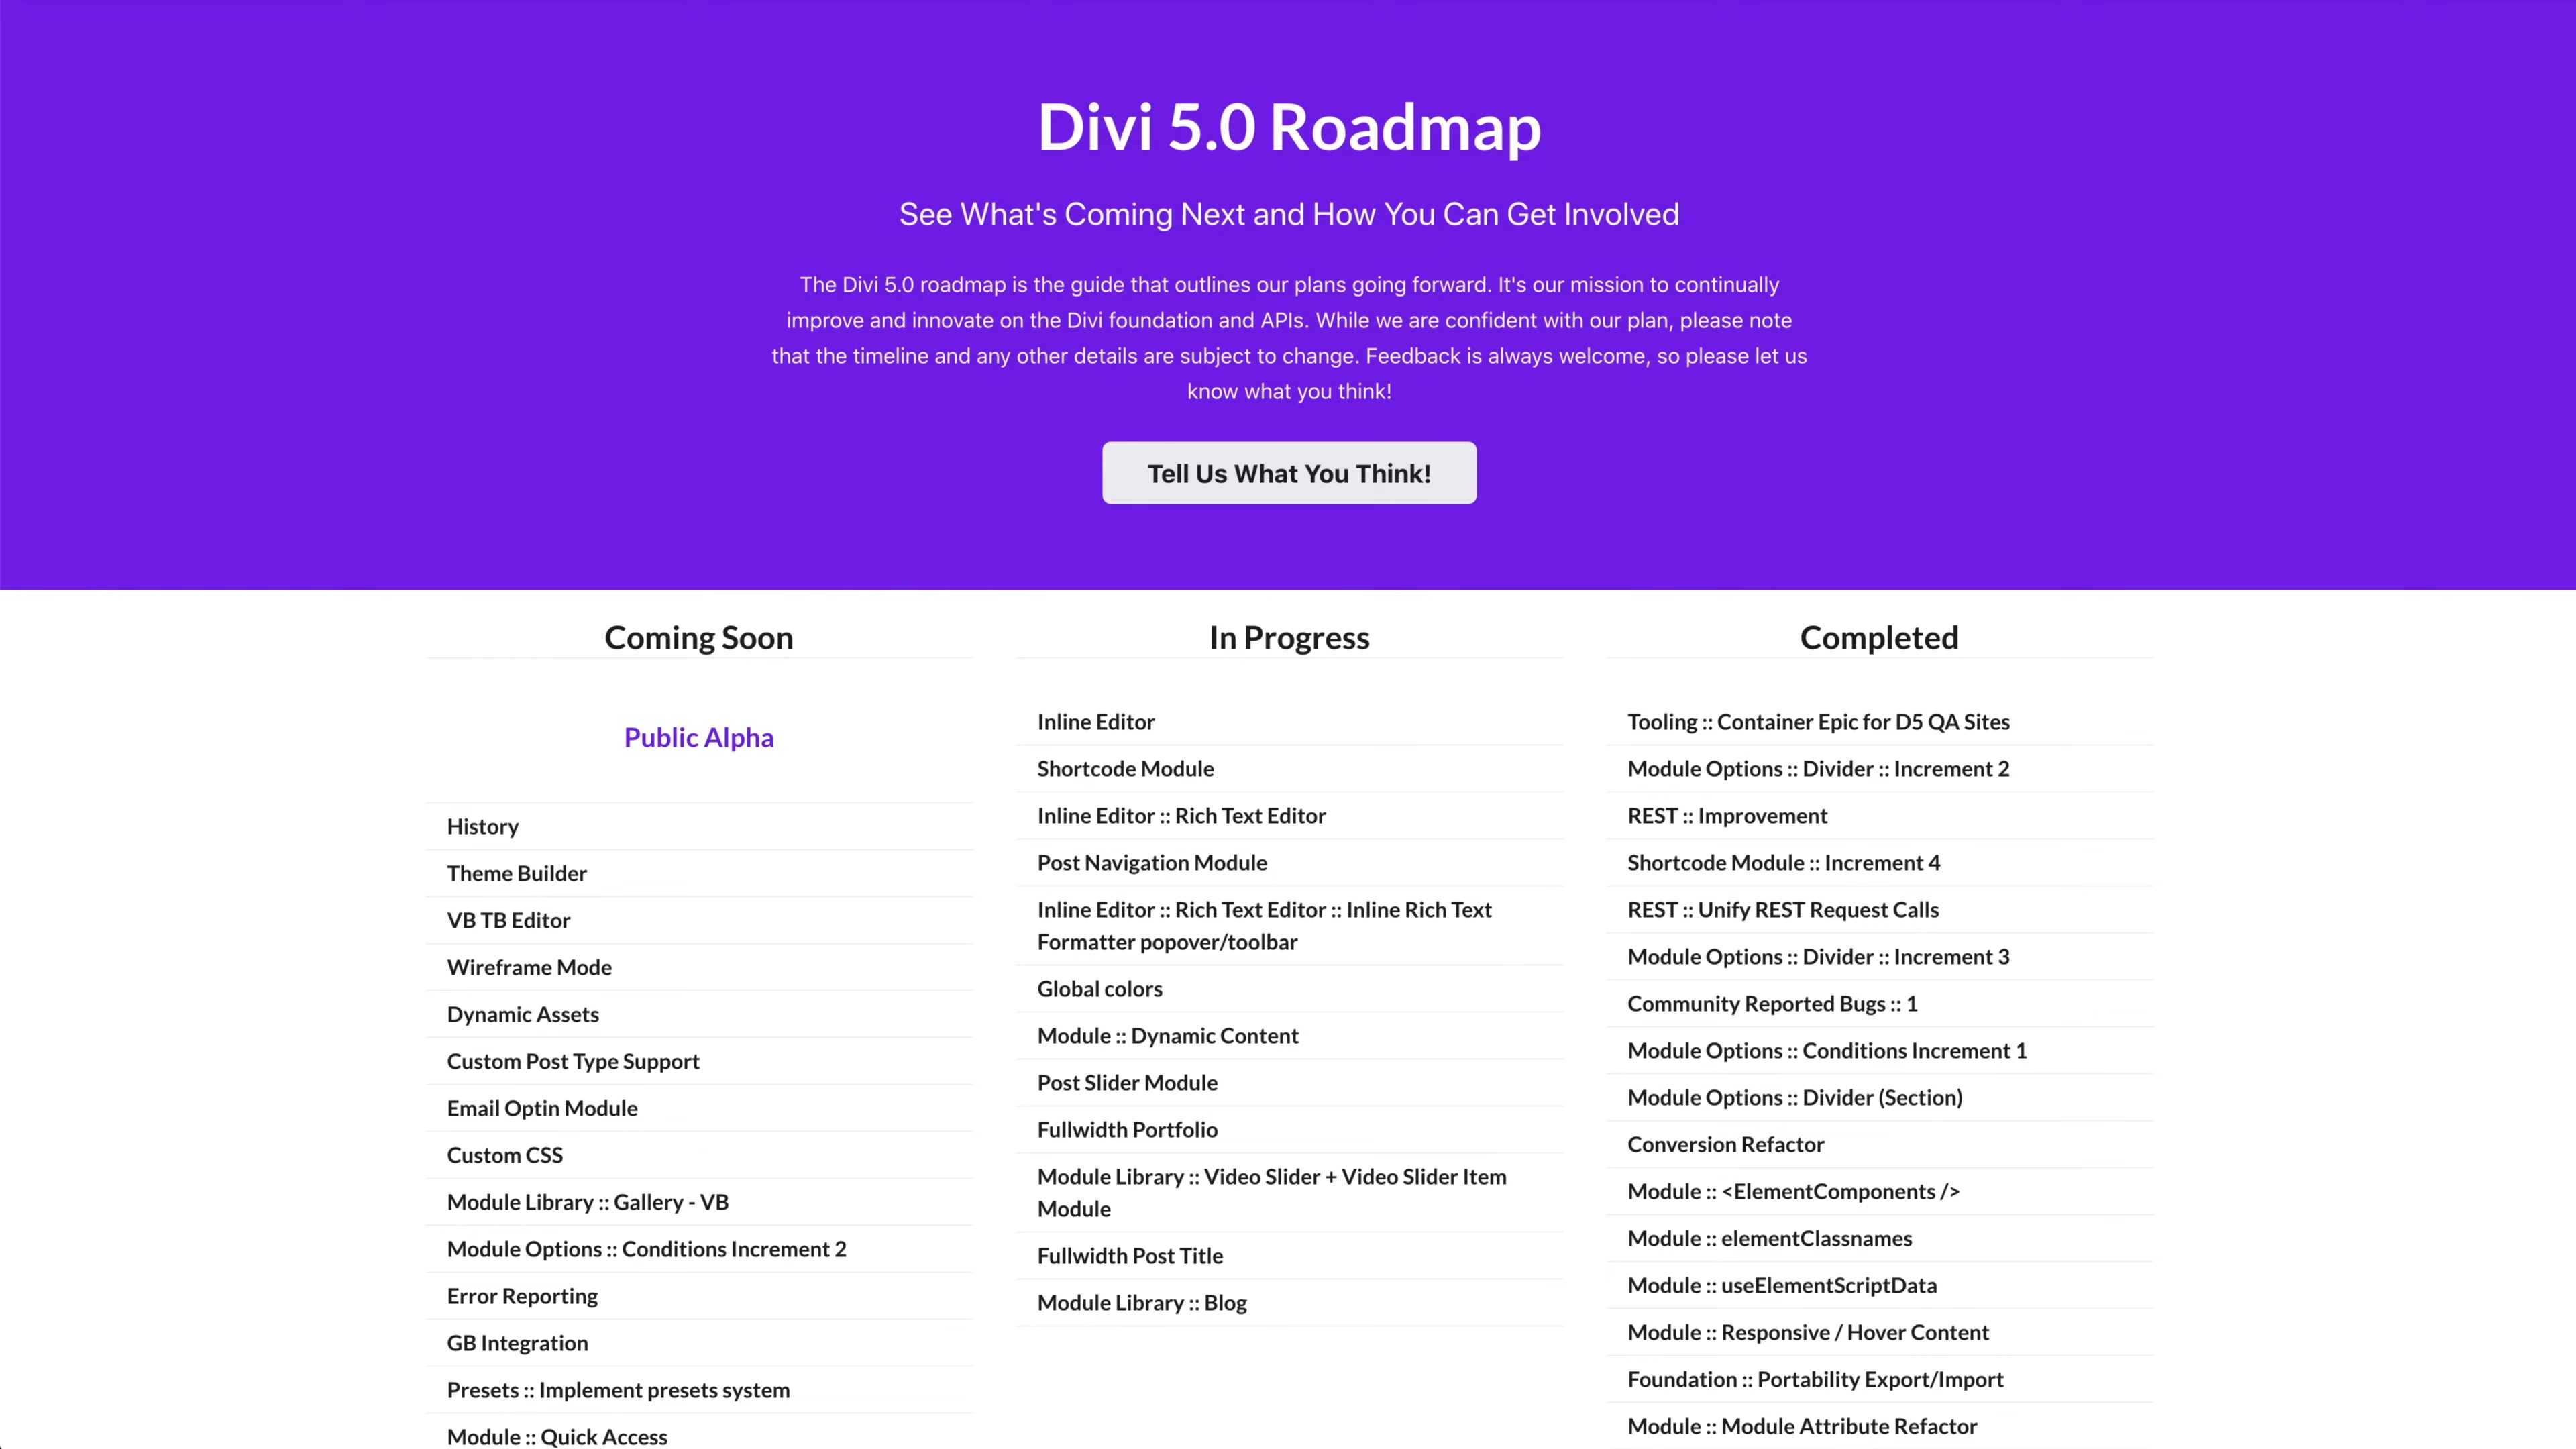 Divi 5.0 Roadmap
See What's Coming Next and How You Can Get Involved
The Divi 5.0 roadmap is the guide that outlines our plans going forward. It's our mission to continually
improve and innovate on the Divi foundation and APIs. While we are confident with our plan, please note
that the timeline and any other details are subject to change. Feedback is always welcome, so please let us
know what you think!
Tell Us What You Think!
Coming Soon
Public Alpha
History
Theme Builder
VB TB Editor
Wireframe Mode
Dynamic Assets
Custom Post Type Support
Email Optin Module
Custom CSS
Module Library :: Gallery - VB
Module Options :: Conditions Increment 2
Error Reporting
GB Integration
Presets :: Implement presets system
Module :: Quick Access
In Progress
Inline Editor
Shortcode Module
Inline Editor :: Rich Text Editor
Post Navigation Module
Inline Editor :: Rich Text Editor :: Inline Rich Text
Formatter popover/toolbar
Global colors
Module :: Dynamic Content
Post Slider Module
Fullwidth Portfolio
Module Library :: Video Slider + Video Slider Item
Module
Fullwidth Post Title
Module Library :: Blog
Completed
Tooling :: Container Epic for D5 QA Sites
Module Options :: Divider :: Increment 2
REST :: Improvement
Shortcode Module :: Increment 4
REST :: Unify REST Request Calls
Module Options :: Divider :: Increment 3
Community Reported Bugs :: 1
Module Options :: Conditions Increment 1
Module Options :: Divider (Section)
Conversion Refactor
Module :: <ElementComponents />
Module :: elementClassnames
Module :: useElementScriptData
Module :: Responsive / Hover Content
Foundation :: Portability Export/Import
Module :: Module Attribute Refactor